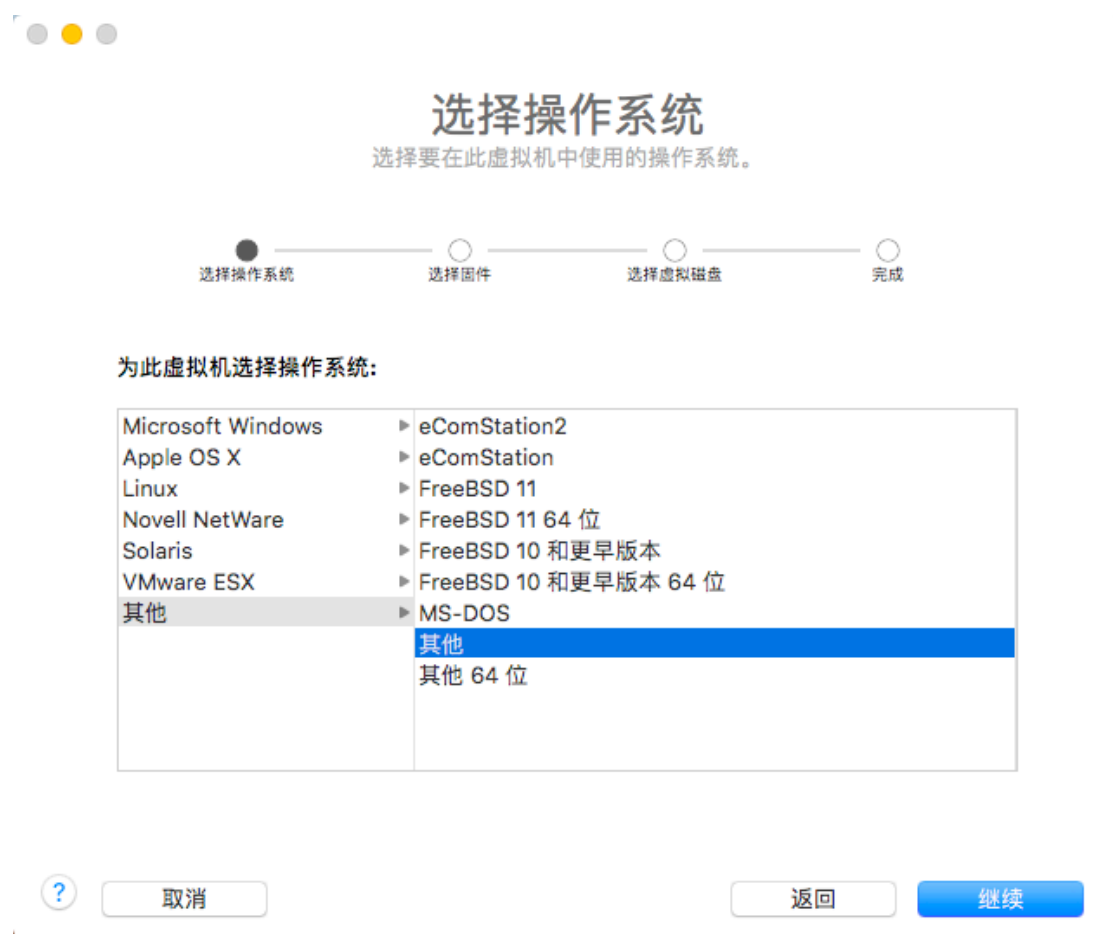 选择操作系统
选择要在此虚拟机中使用的操作系统。
选择操作系统
选择固件
选择虚拟磁盘
完成
为此虚拟机选择操作系统:
Microsoft Windows
Apple OS X
Linux
Novell NetWare
Solaris
VMware ESX
其他
eComStation2
eComStation
FreeBSD 11
FreeBSD 11 64 位
FreeBSD 10 和更早版本
FreeBSD 10 和更早版本 64 位
MS-DOS
其他
其他 64 位
?
取消
返回
继续